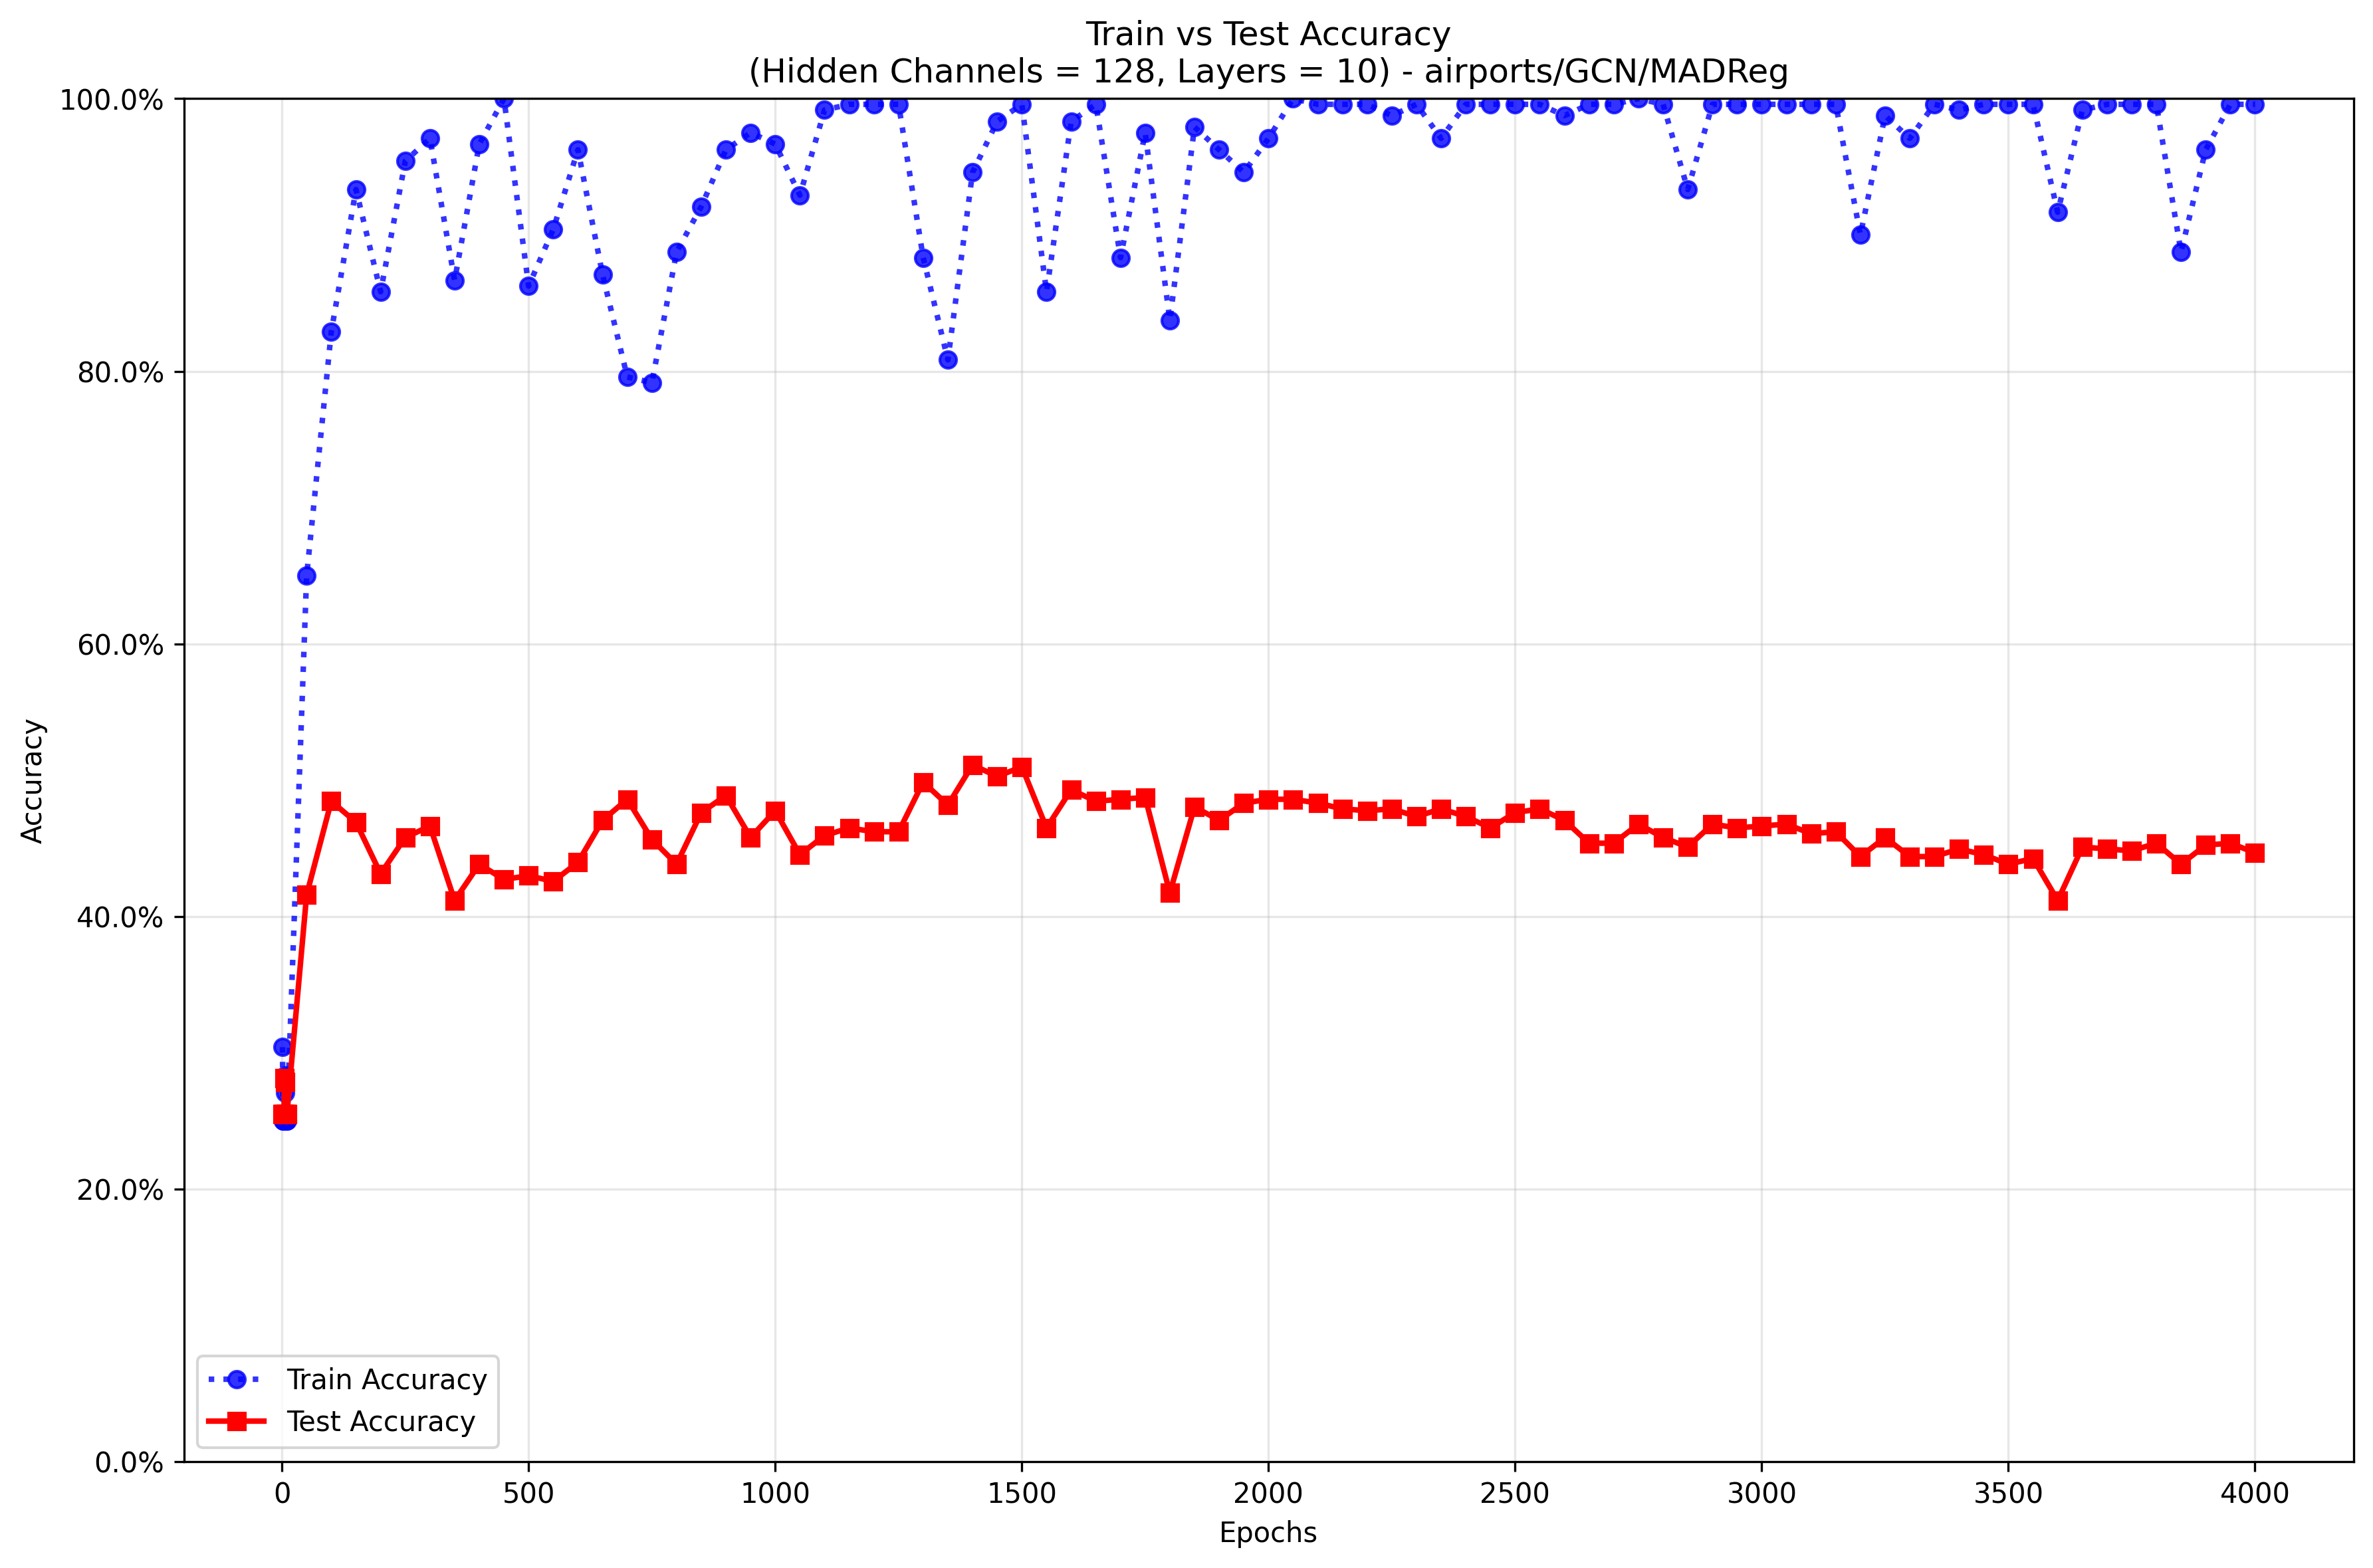 Train vs Test Accuracy
(Hidden Channels = 128, Layers = 10) - airports/GCN/MADReg
100.0%
80.0%
60.0%
40.0%
20.0%
0.0%
Accuracy
Train Accuracy
Test Accuracy
0 500 1000 1500 2000 2500 3000 3500 4000
Epochs